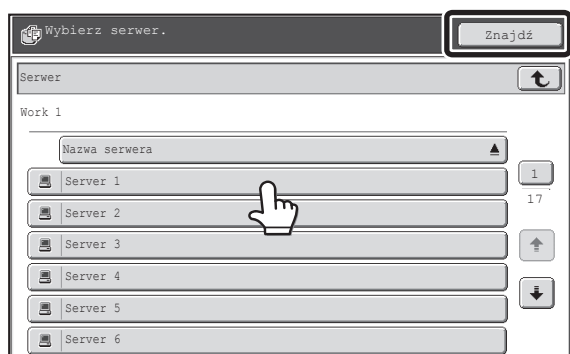 Wybierz serwer.
Znajdź
Serwer
Work 1
Nazwa serwera
Server 1
1
17
Server 2
Server 3
Server 4
Server 5
Server 6